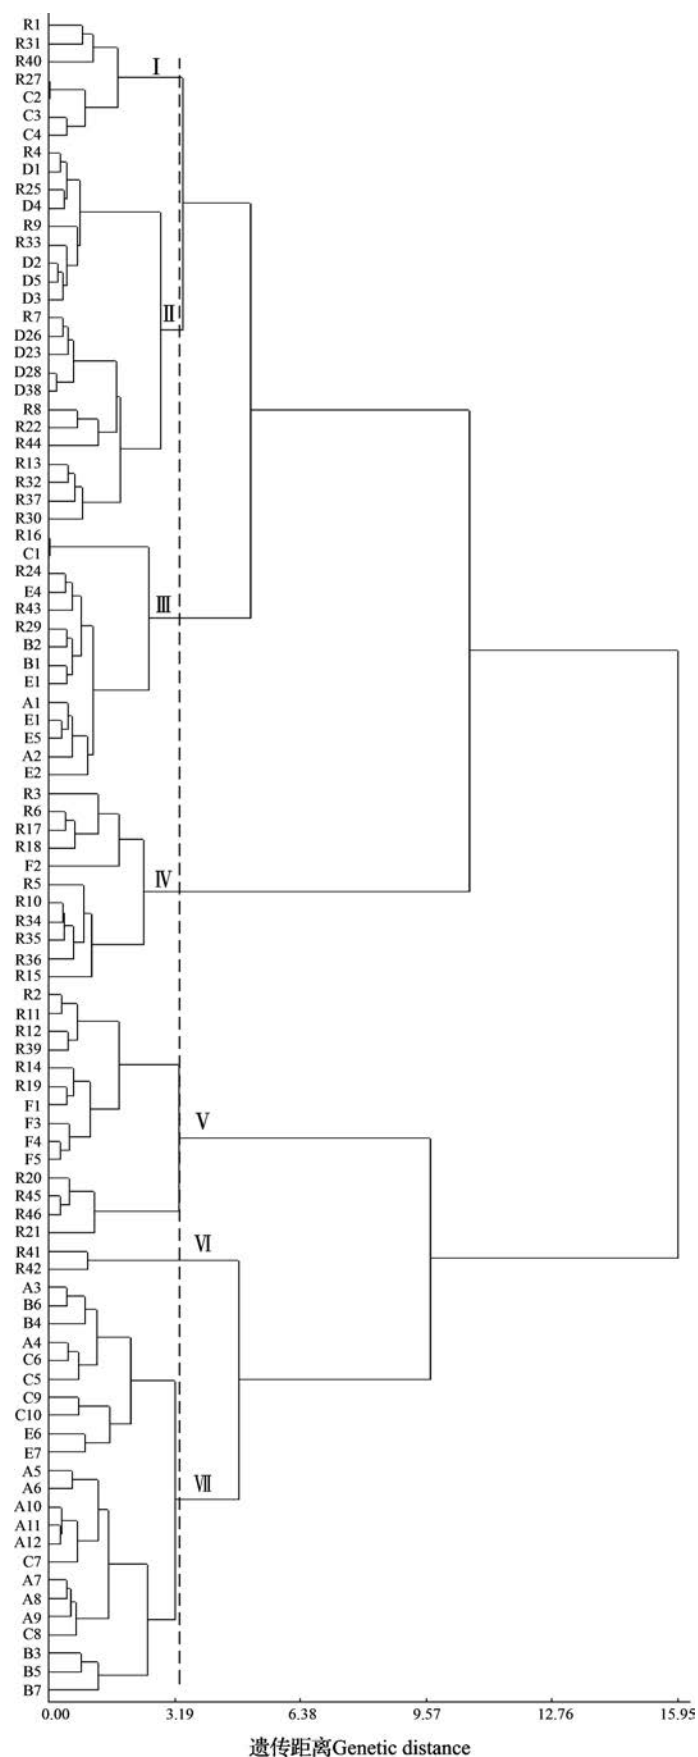 R1
R31
R40
R27
Ⅰ
C2
C3
C4
R4
D1
R25
D4
R9
R33
D2
D5
D3
R7
Ⅱ
D26
D23
D28
D38
R8
R22
R44
R13
R32
R37
R30
R16
C1
R24
E4
R43
Ⅲ
R29
B2
B1
E1
A1
E1
E5
A2
E2
R3
R6
R17
R18
F2
R5
Ⅳ
R10
R34
R35
R36
R15
R2
R11
R12
R39
R14
R19
F1
F3
Ⅴ
F4
F5
R20
R45
R46
R21
Ⅵ
R41
R42
A3
B6
B4
A4
C6
C5
C9
C10
E6
E7
A5
Ⅶ
A6
A10
A11
A12
C7
A7
A8
A9
C8
B3
B5
B7
0.00 3.19 6.38 9.57 12.76 15.95
遗传距离Genetic distance